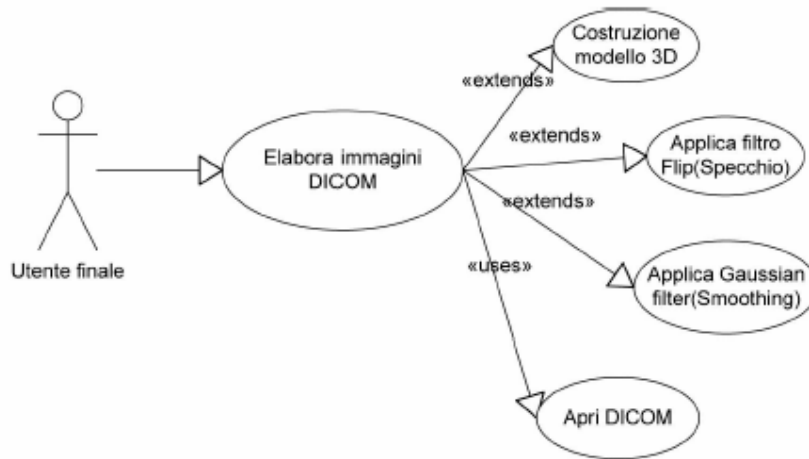 Costruzione
modello 3D
«extends»
«extends»
Applica filtro
Flip(Specchio)
Elabora immagini
DICOM
«extends»
Utente finale
«uses»
Applica Gaussian
filter(Smoothing)
Apri DICOM